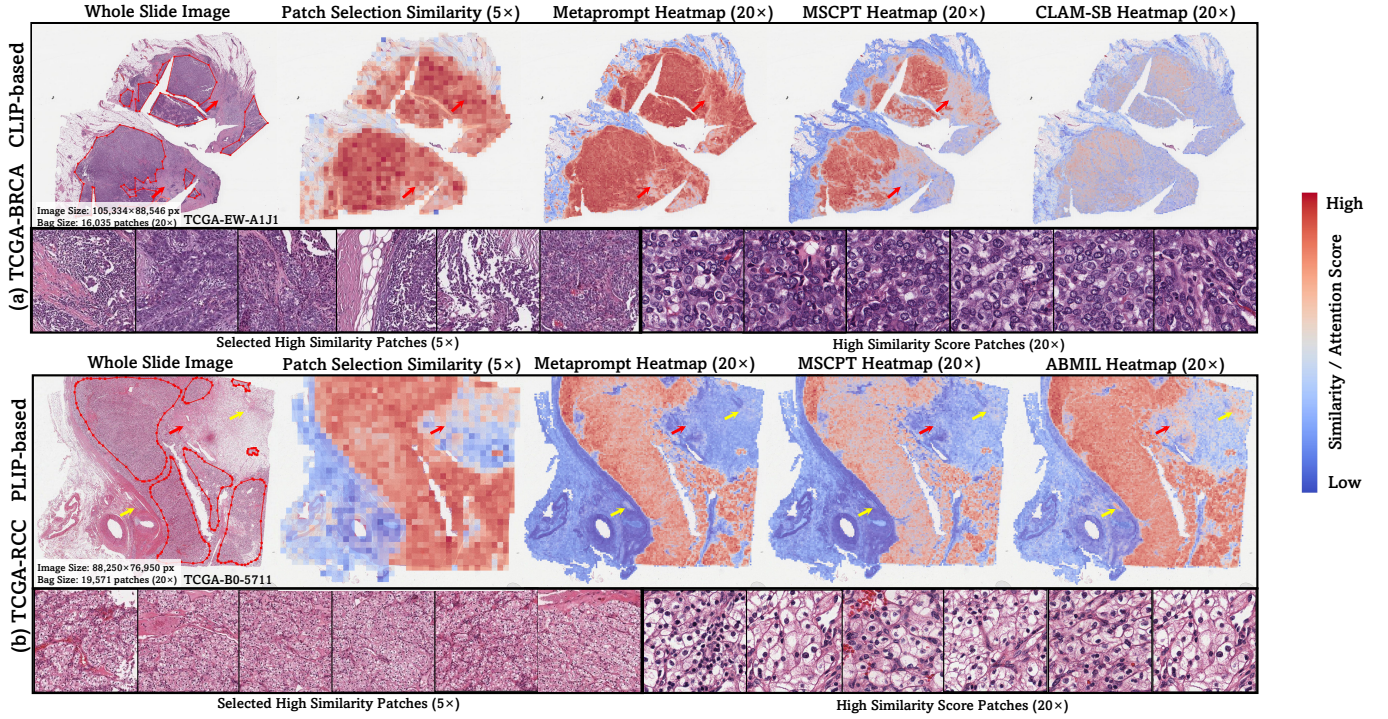 Whole Slide Image
Patch Selection Similarity (5×)
Metaprompt Heatmap (20×)
MSCPT Heatmap (20×)
CLAM-SB Heatmap (20×)
(a) TCGA-BRCA
CLIP-based
Image Size: 105,334×88,546 px
Bag Size: 16,035 patches (20×)
TCGA-EW-A1J1
Selected High Similarity Patches (5×)
High Similarity Score Patches (20×)
Whole Slide Image
Patch Selection Similarity (5×)
Metaprompt Heatmap (20×)
MSCPT Heatmap (20×)
ABMIL Heatmap (20×)
(b) TCGA-RCC
PLIP-based
Image Size: 88,250×76,950 px
Bag Size: 19,571 patches (20×)
TCGA-B0-5711
Selected High Similarity Patches (5×)
High Similarity Score Patches (20×)
High
Low
Similarity / Attention Score